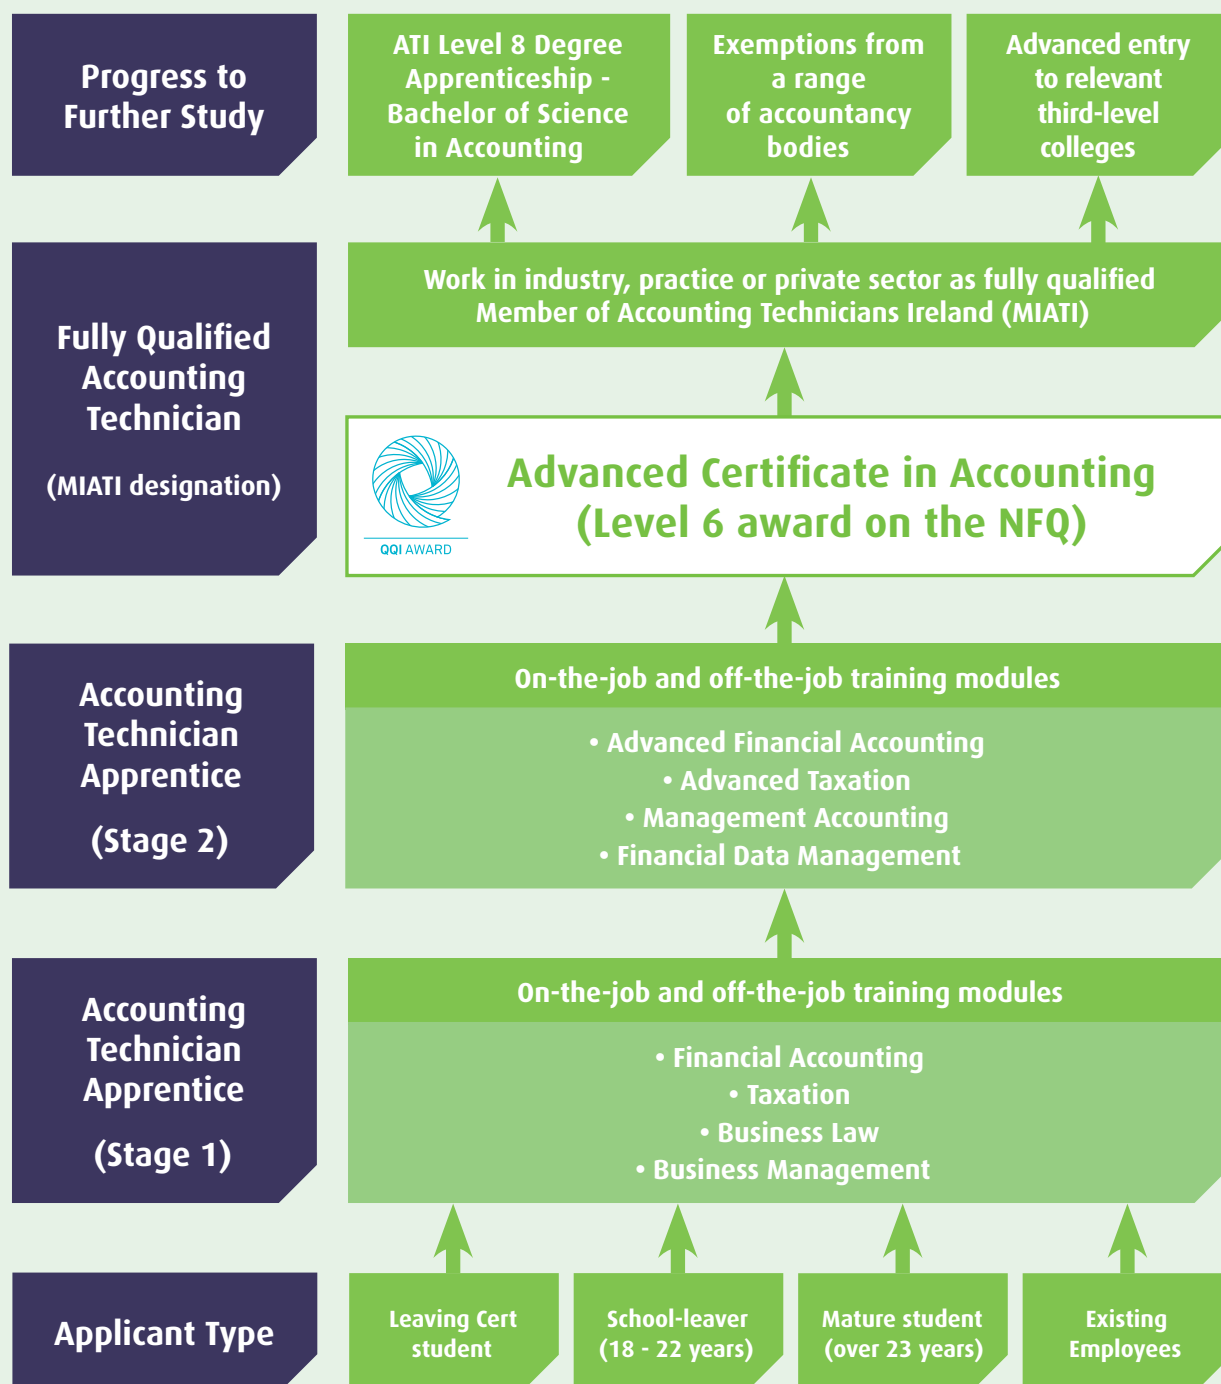 Progress to
Further Study
ATI Level 8 Degree
Apprenticeship -
Bachelor of Science
in Accounting
Exemptions from
a range
of accountancy
bodies
Advanced entry
to relevant
third-level
colleges
Fully Qualified
Accounting
Technician
(MIATI designation)
Work in industry, practice or private sector as fully qualified
Member of Accounting Technicians Ireland (MIATI)
QQI AWARD
Advanced Certificate in Accounting
(Level 6 award on the NFQ)
Accounting
Technician
Apprentice
(Stage 2)
On-the-job and off-the-job training modules
• Advanced Financial Accounting
• Advanced Taxation
• Management Accounting
• Financial Data Management
Accounting
Technician
Apprentice
(Stage 1)
On-the-job and off-the-job training modules
• Financial Accounting
• Taxation
• Business Law
• Business Management
Applicant Type
Leaving Cert
student
School-leaver
(18 - 22 years)
Mature student
(over 23 years)
Existing
Employees